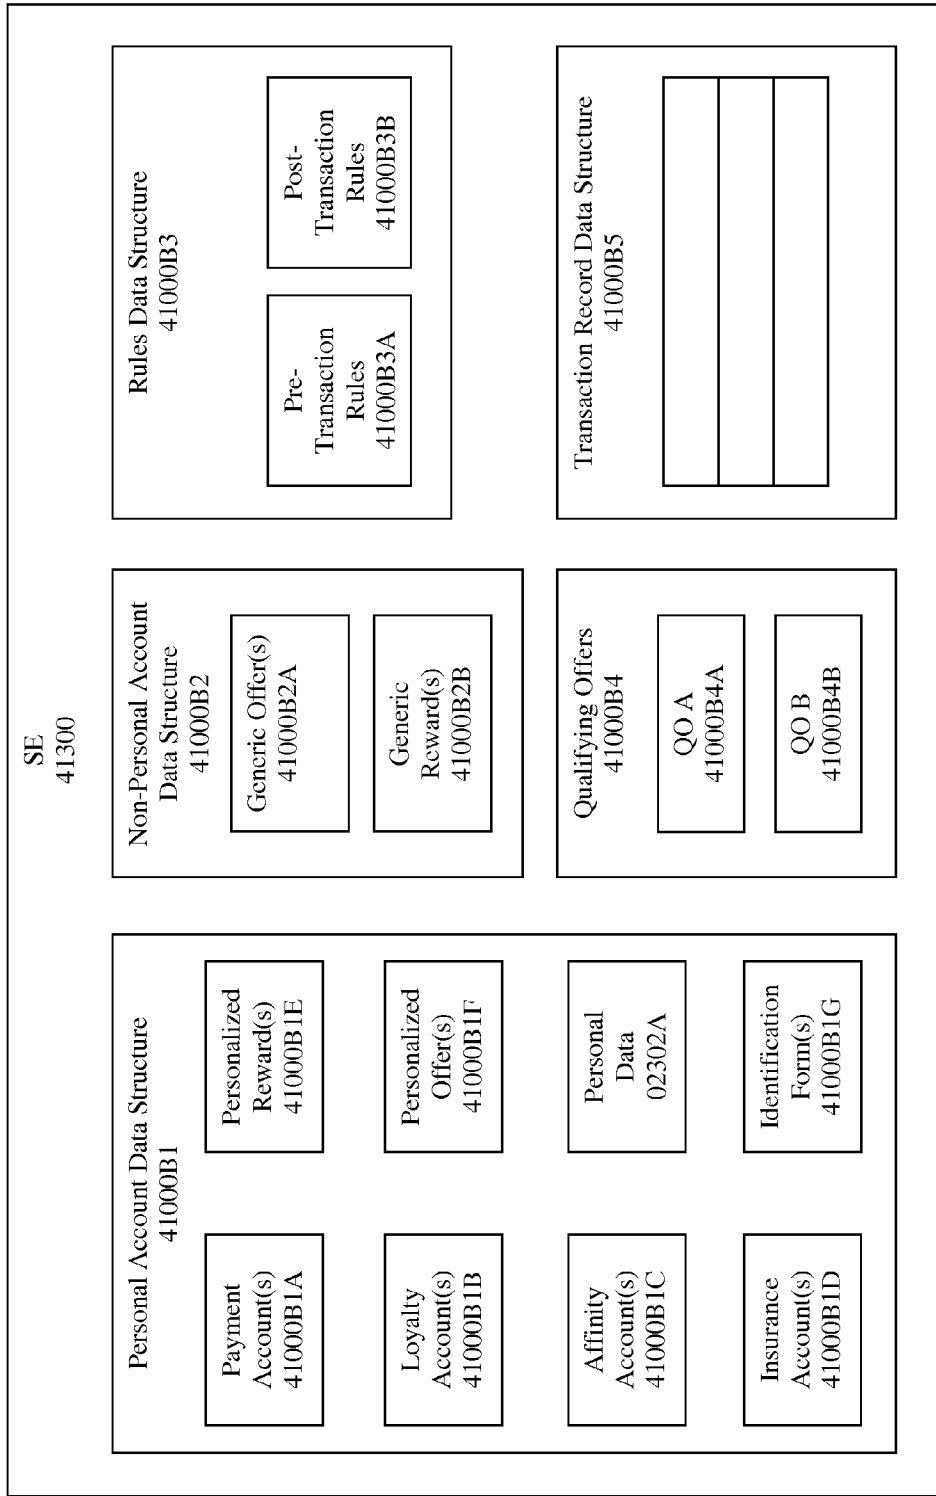 SE
41300
Personal Account Data Structure
41000B1
Payment
Account(s)
41000B1A
Personalized
Reward(s)
41000B1E
Loyalty
Account(s)
41000B1B
Personalized
Offer(s)
41000B1F
Affinity
Account(s)
41000B1C
Personal
Data
02302A
Insurance
Account(s)
41000B1D
Identification
Form(s)
41000B1G
Non-Personal Account
Data Structure
41000B2
Generic Offer(s)
41000B2A
Generic
Reward(s)
41000B2B
Qualifying Offers
41000B4
QO A
41000B4A
QO B
41000B4B
Rules Data Structure
41000B3
Pre-
Transaction
Rules
41000B3A
Post-
Transaction
Rules
41000B3B
Transaction Record Data Structure
41000B5